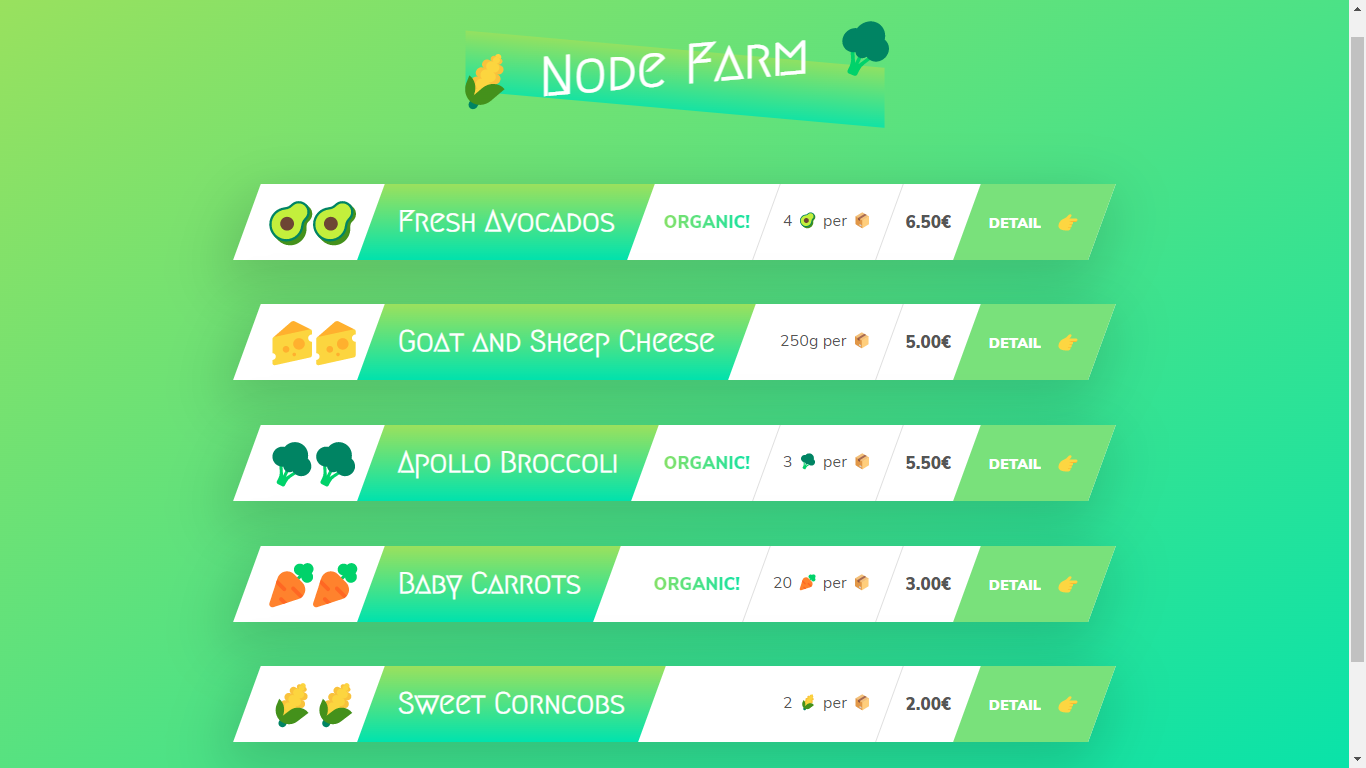 Node Farm
Fresh Avocados ORGANIC! 4 🥑 per 📦 6.50€ DETAIL 👉
Goat and Sheep Cheese 250g per 📦 5.00€ DETAIL 👉
Apollo Broccoli ORGANIC! 3 🥦 per 📦 5.50€ DETAIL 👉
Baby Carrots ORGANIC! 20 🥕 per 📦 3.00€ DETAIL 👉
Sweet Corncobs 2 🌽 per 📦 2.00€ DETAIL 👉